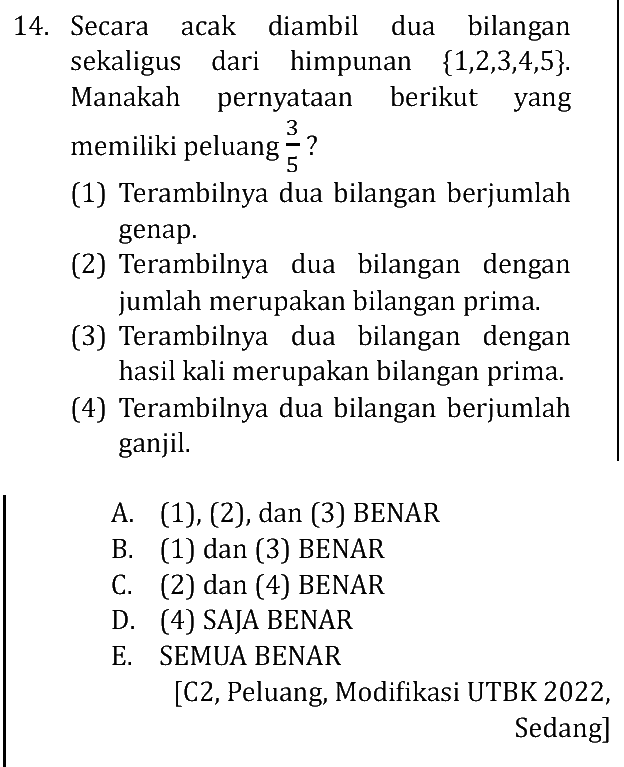 14. Secara acak diambil dua bilangan
sekaligus dari himpunan {1,2,3,4,5}.
Manakah pernyataan berikut yang
memiliki peluang 3/5 ?
(1) Terambilnya dua bilangan berjumlah
genap.
(2) Terambilnya dua bilangan dengan
jumlah merupakan bilangan prima.
(3) Terambilnya dua bilangan dengan
hasil kali merupakan bilangan prima.
(4) Terambilnya dua bilangan berjumlah
ganjil.
A. (1), (2), dan (3) BENAR
B. (1) dan (3) BENAR
C. (2) dan (4) BENAR
D. (4) SAJA BENAR
E. SEMUA BENAR
[C2, Peluang, Modifikasi UTBK 2022,
Sedang]